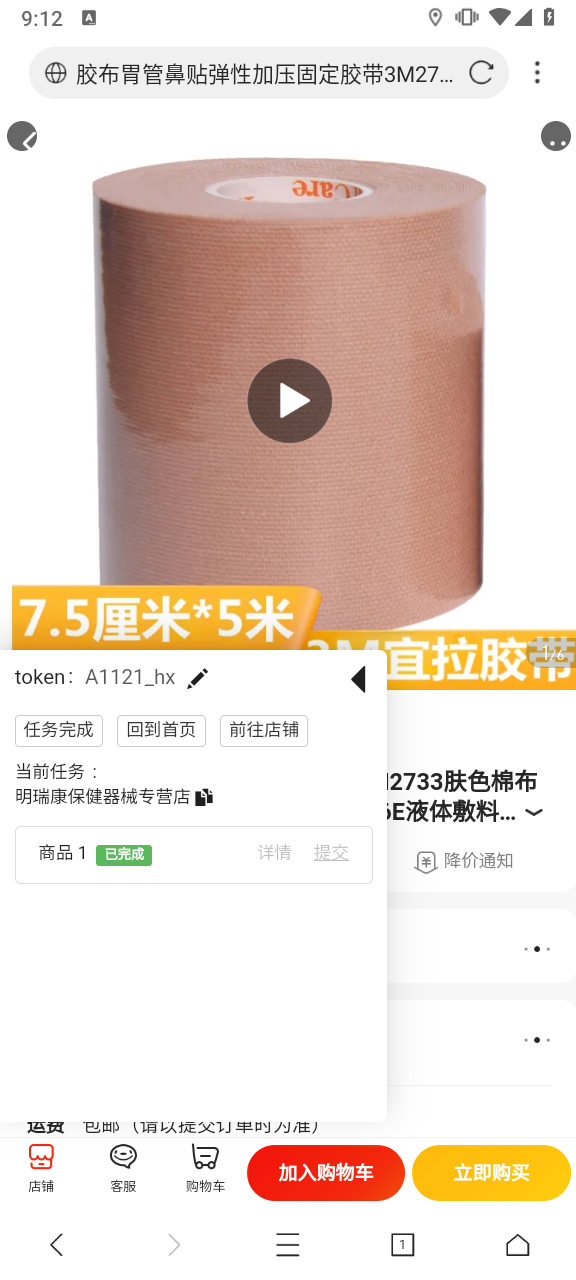 9:12
A
胶布胃管鼻贴弹性加压固定胶带3M27...
Care
7.5厘米*5米
宜拉胶带
1/6
token： A1121_hx
任务完成 回到首页 前往店铺
当前任务 ：
明瑞康保健器械专营店
2733肤色棉布
6E液体敷料...
商品 1 已完成 详情 提交
降价通知
运费 包邮（请以提交订单时为准）
店铺 客服 购物车 加入购物车 立即购买
1